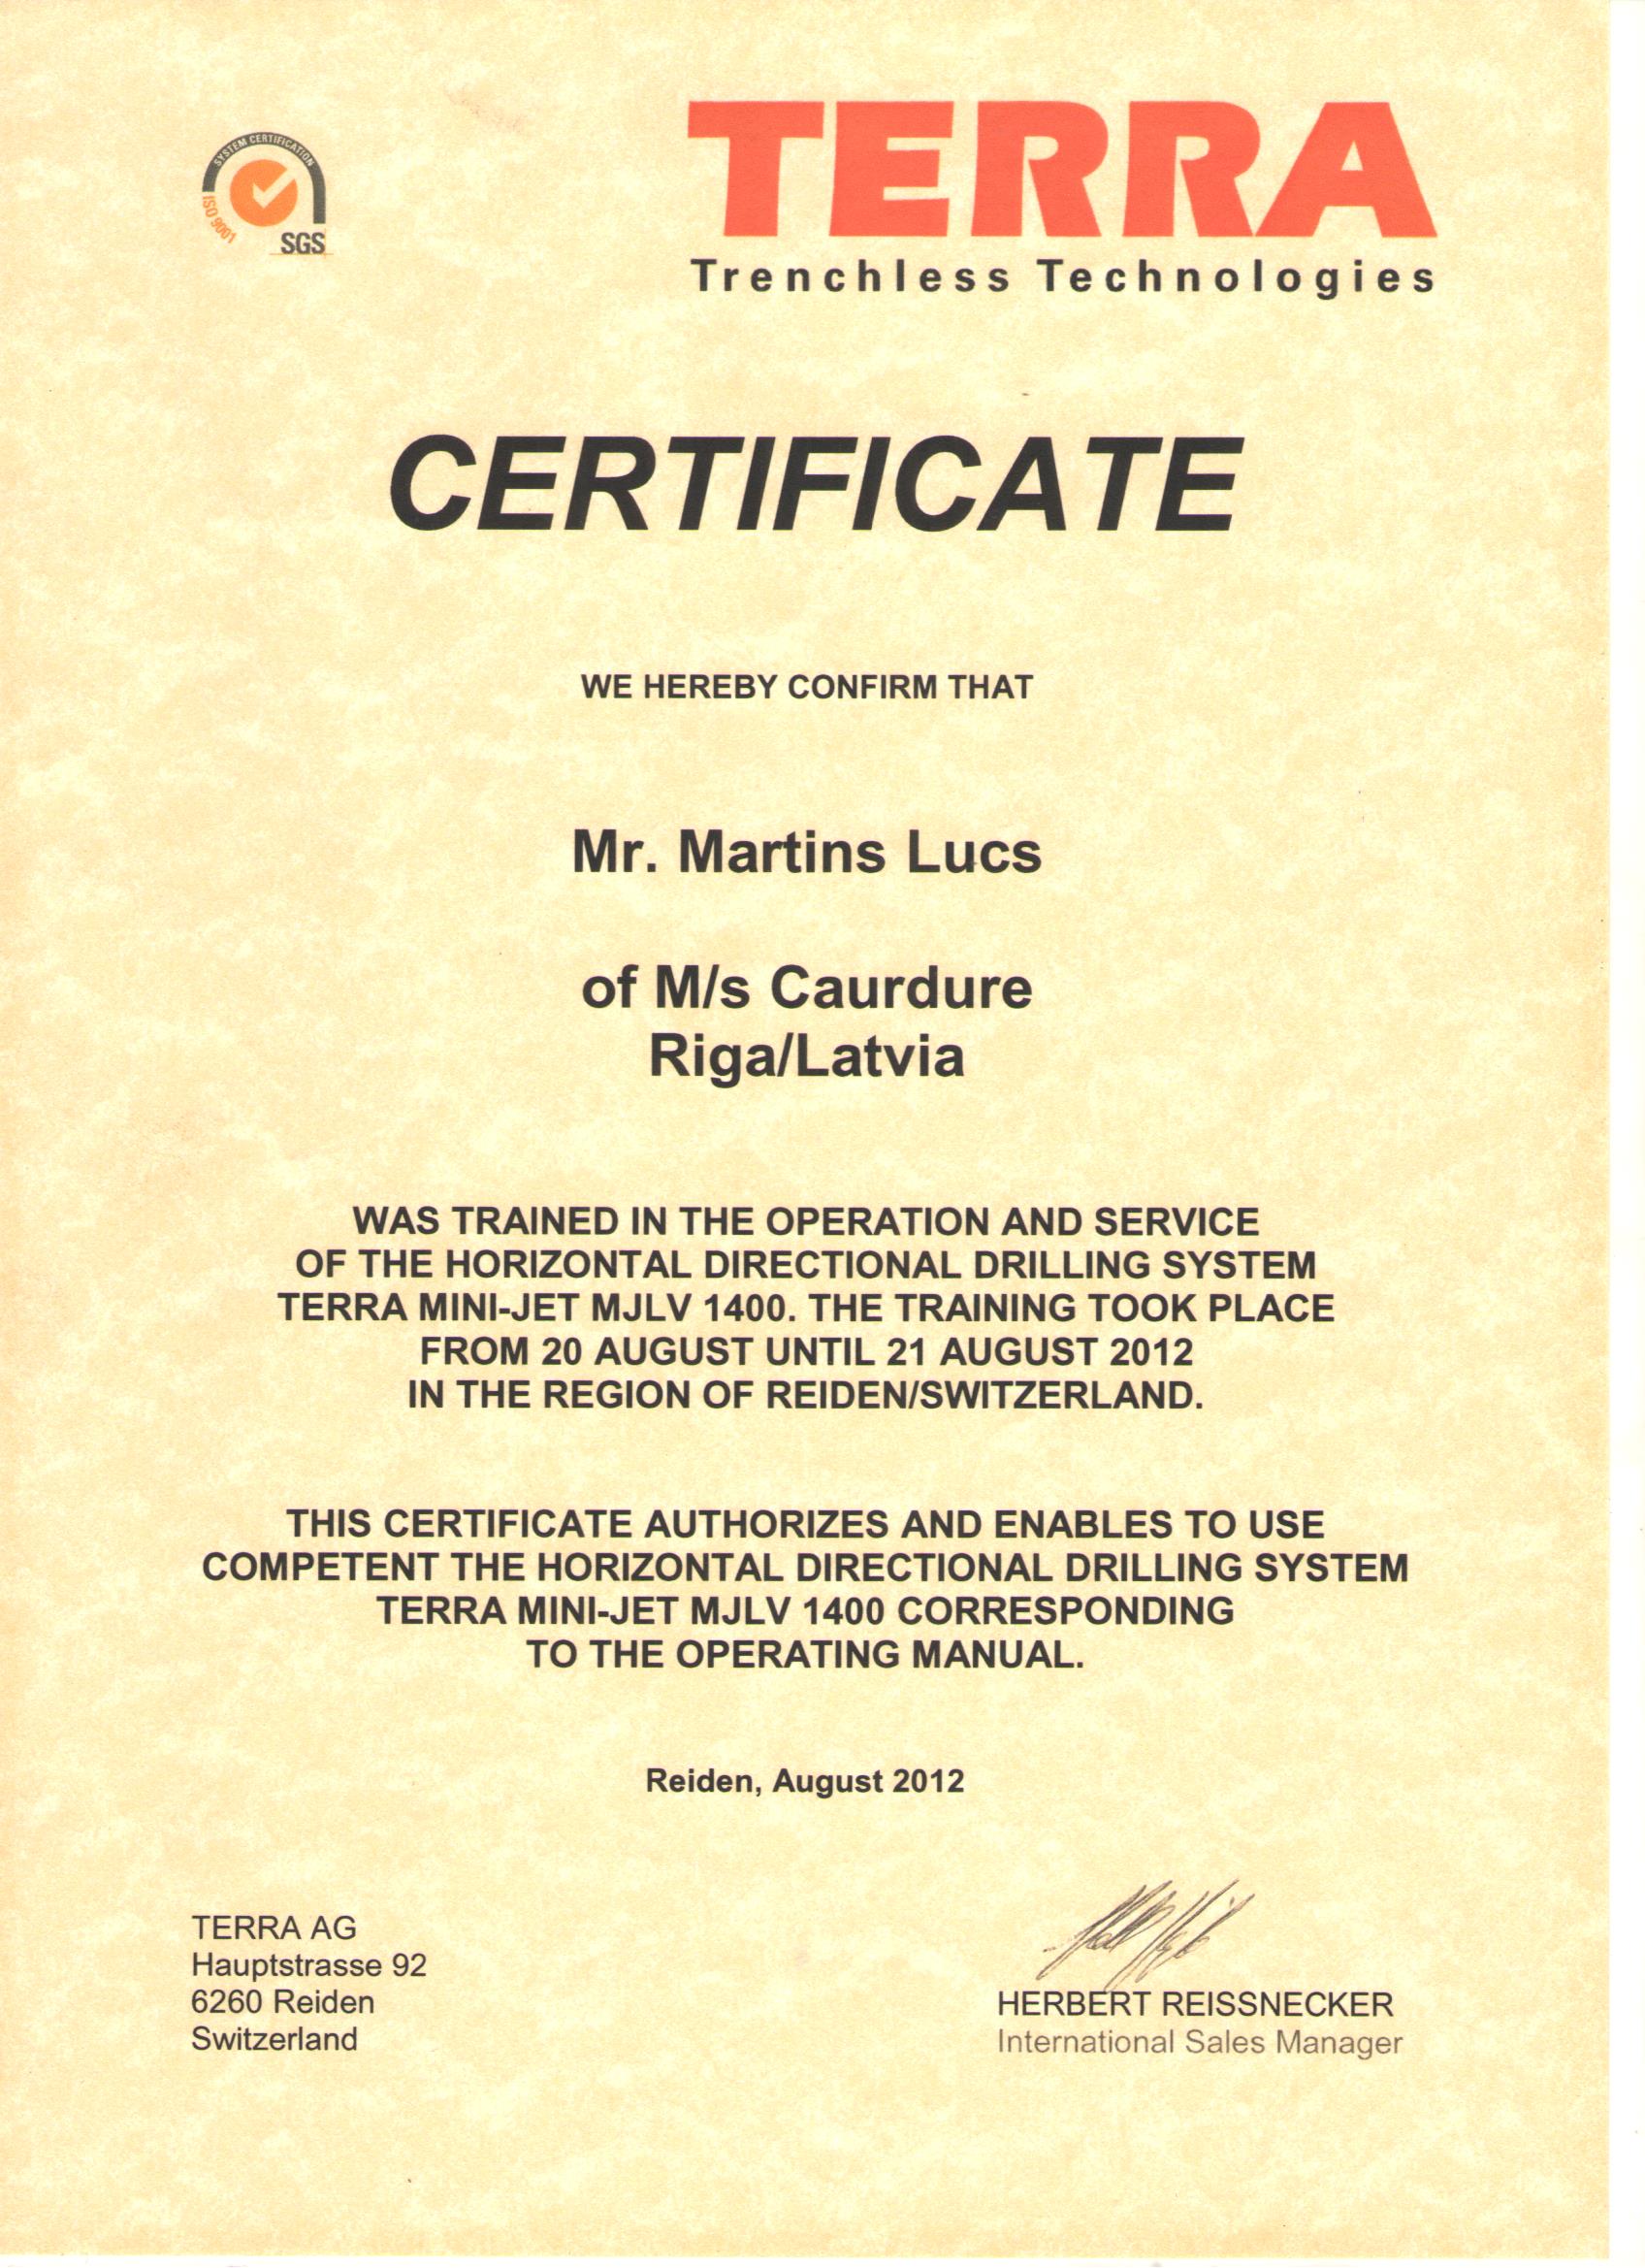 SYSTEM CERTIFICATION
ISO 9001
SGS
TERRA
Trenchless Technologies
CERTIFICATE
WE HEREBY CONFIRM THAT
Mr. Martins Lucs
of M/s Caurdure
Riga/Latvia
WAS TRAINED IN THE OPERATION AND SERVICE
OF THE HORIZONTAL DIRECTIONAL DRILLING SYSTEM
TERRA MINI-JET MJLV 1400. THE TRAINING TOOK PLACE
FROM 20 AUGUST UNTIL 21 AUGUST 2012
IN THE REGION OF REIDEN/SWITZERLAND.
THIS CERTIFICATE AUTHORIZES AND ENABLES TO USE
COMPETENT THE HORIZONTAL DIRECTIONAL DRILLING SYSTEM
TERRA MINI-JET MJLV 1400 CORRESPONDING
TO THE OPERATING MANUAL.
Reiden, August 2012
TERRA AG
Hauptstrasse 92
6260 Reiden
Switzerland
HERBERT REISSNECKER
International Sales Manager